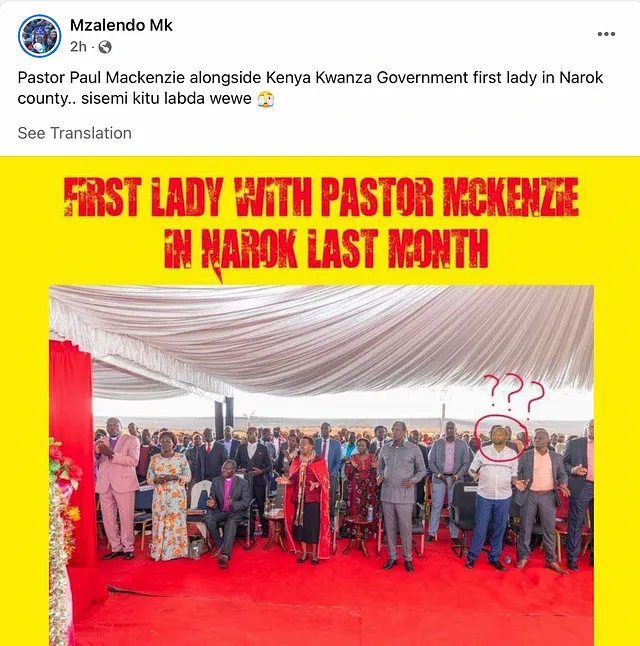 Mzalendo Mk
2h ·
Pastor Paul Mackenzie alongside Kenya Kwanza Government first lady in Narok
county.. sisemi kitu labda wewe 🫣
See Translation
FIRST LADY WITH PASTOR MCKENZIE
IN NAROK LAST MONTH
???